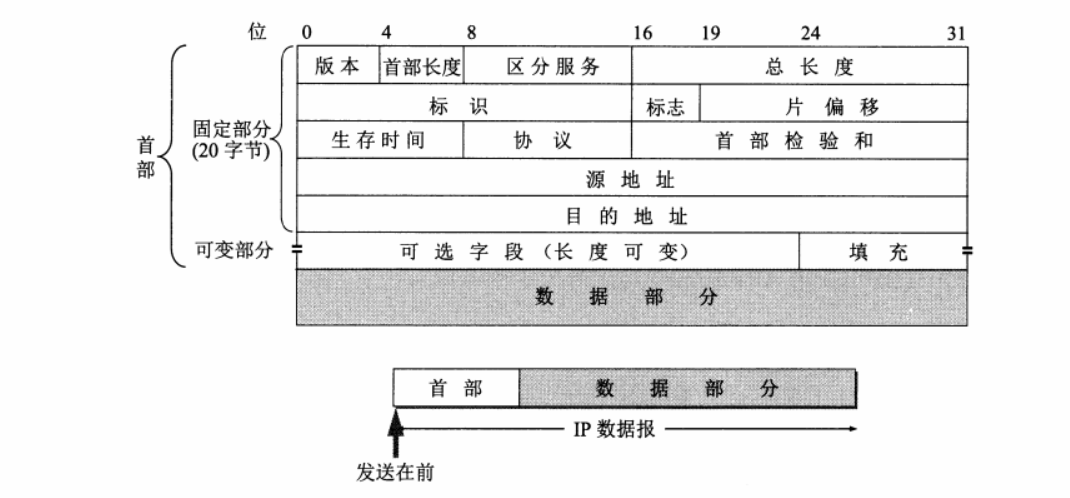 位 0 4 8 16 19 24 31
版本 首部长度 区分服务 总长度
标识 标志 片偏移
固定部分
(20 字节)
首部
生存时间 协议 首部检验和
源地址
目的地址
可变部分 可选字段（长度可变） 填充
数据部分
首部 数据部分
IP 数据报
发送在前